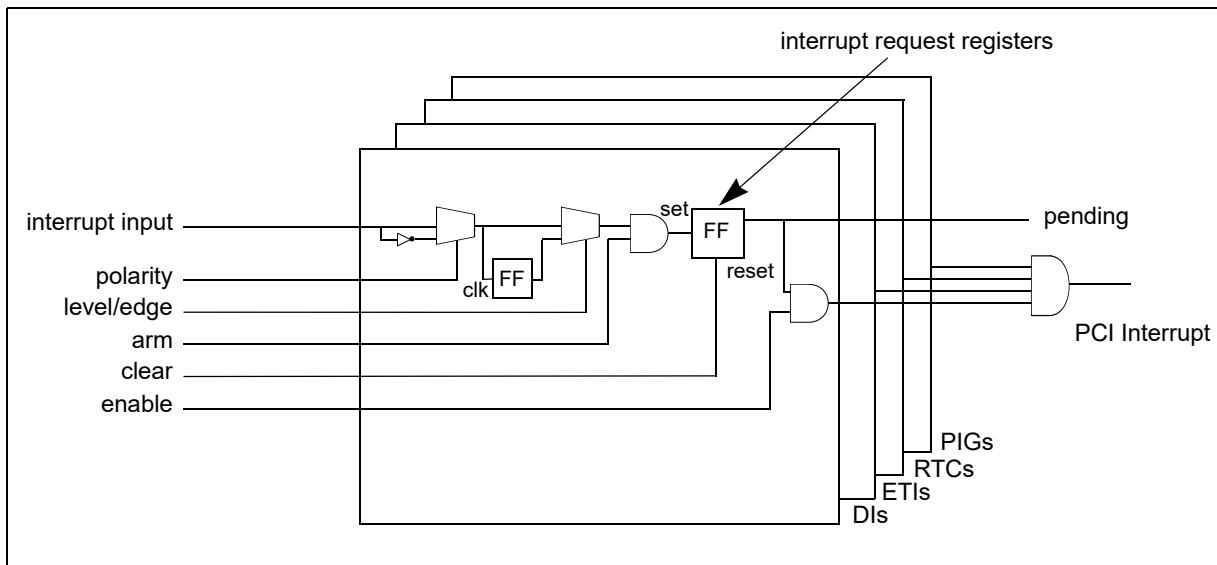 interrupt request registers
interrupt input
set
FF
pending
polarity
clk
FF
reset
level/edge
arm
PCI Interrupt
clear
enable
PIGs
RTCs
ETIs
DIs